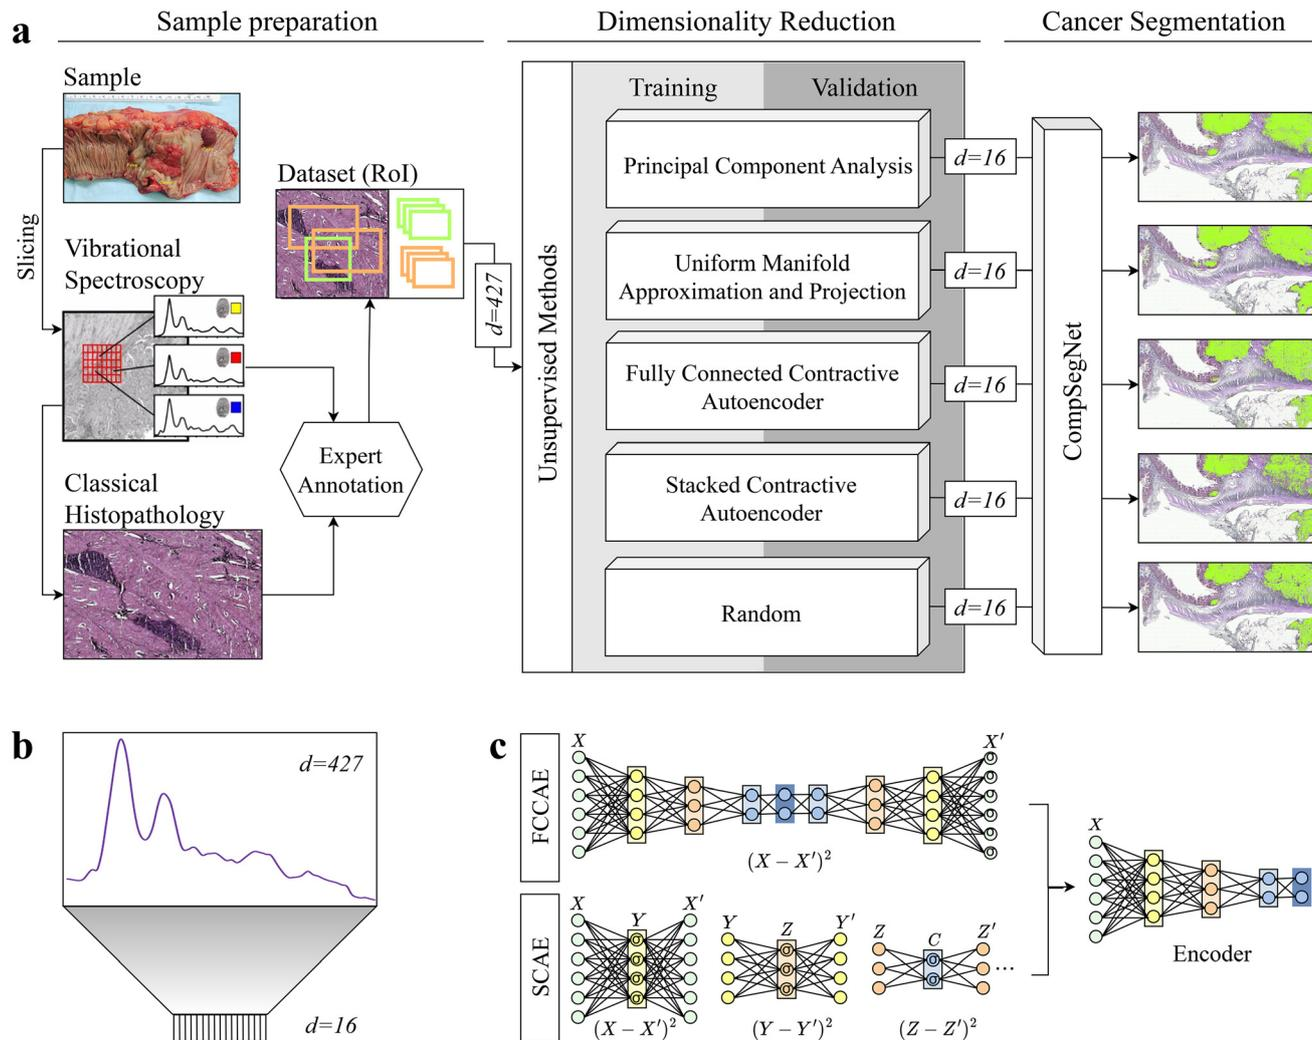 a
Sample preparation
Dimensionality Reduction
Cancer Segmentation
Sample
Slicing
Vibrational
Spectroscopy
Classical
Histopathology
Expert
Annotation
Dataset (RoI)
d=427
Unsupervised Methods
Training
Validation
Principal Component Analysis
d=16
Uniform Manifold
Approximation and Projection
d=16
Fully Connected Contractive
Autoencoder
d=16
Stacked Contractive
Autoencoder
d=16
Random
d=16
CompSegNet
b
d=427
d=16
c
FCCAE
X
X′
σ
σ
σ
σ
σ
σ
(X − X′)²
SCAE
X
Y
X′
σ
σ
σ
σ
(X − X′)²
Y
Z
Y′
σ
σ
σ
(Y − Y′)²
Z
C
Z′
σ
σ
...
(Z − Z′)²
X
Encoder